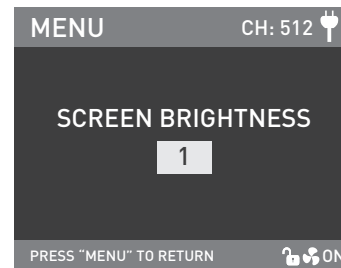 MENU CH: 512
SCREEN BRIGHTNESS
1
PRESS “MENU” TO RETURN ON